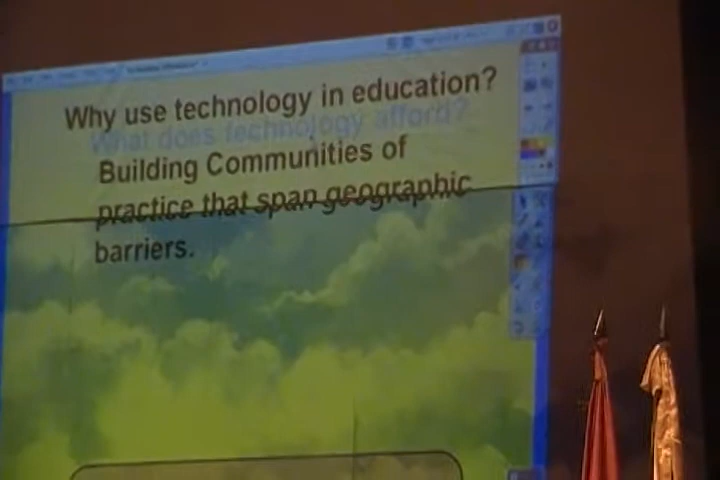 Why use technology in education?
What does technology afford?
Building Communities of
practice that span geographic
barriers.